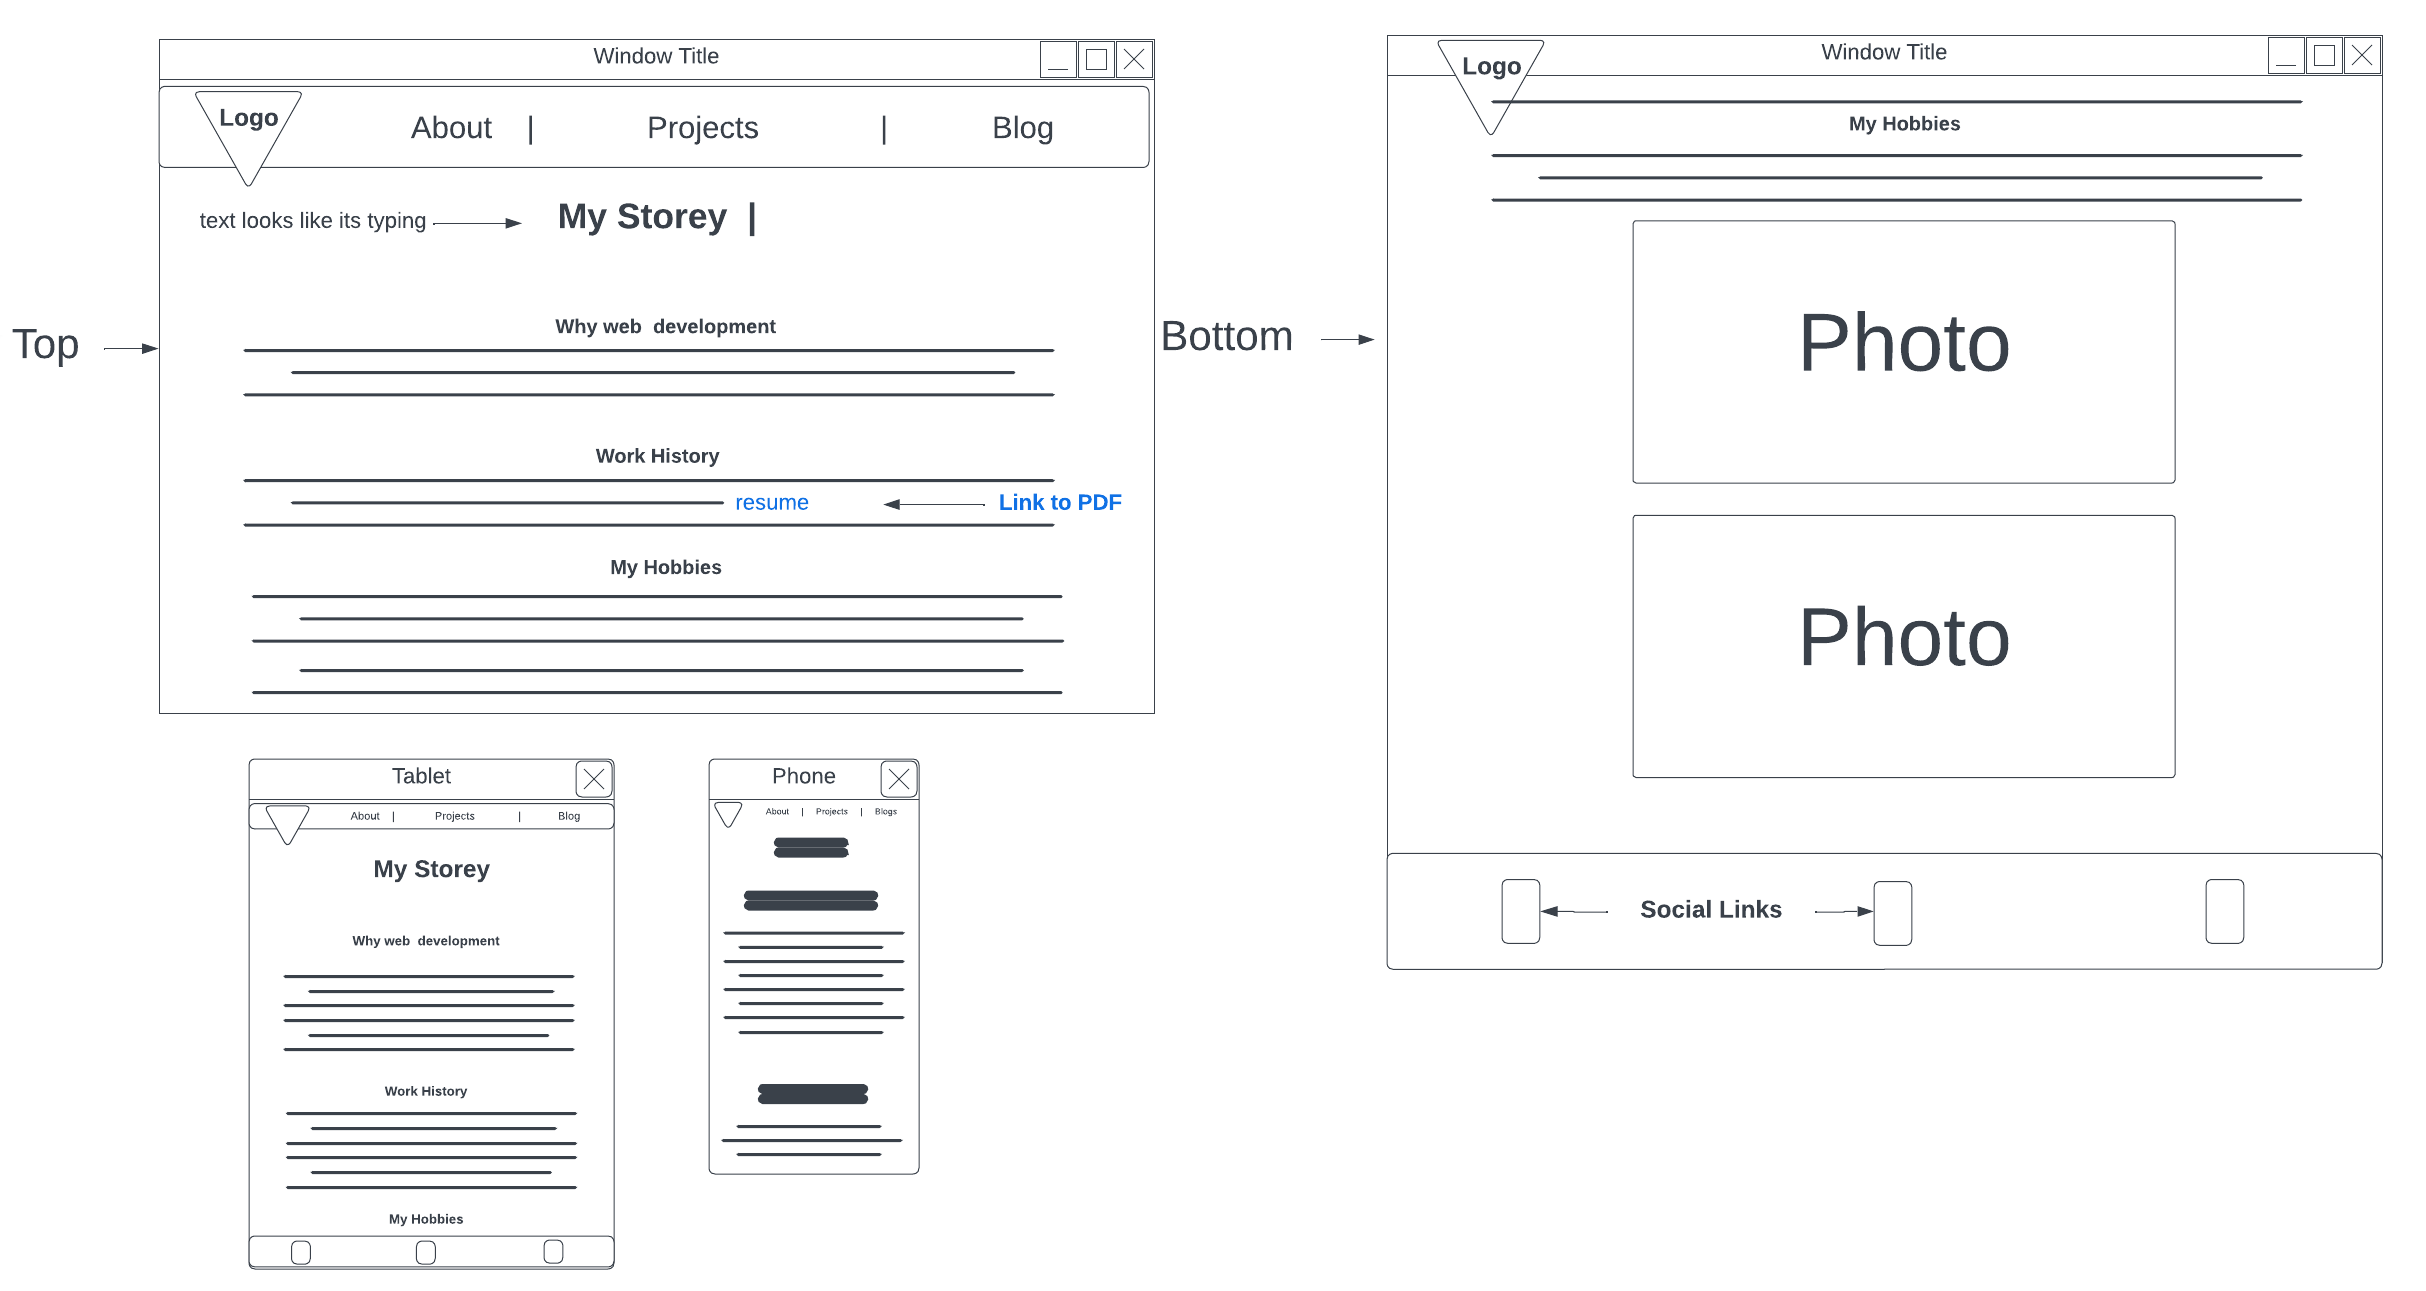 Window Title
Logo
About | Projects | Blog
text looks like its typing
My Storey |
Top
Why web development
Work History
resume
Link to PDF
My Hobbies
Bottom
Window Title
Logo
My Hobbies
Photo
Photo
Social Links
Tablet
About | Projects | Blog
My Storey
Why web development
Work History
My Hobbies
Phone
About | Projects | Blogs